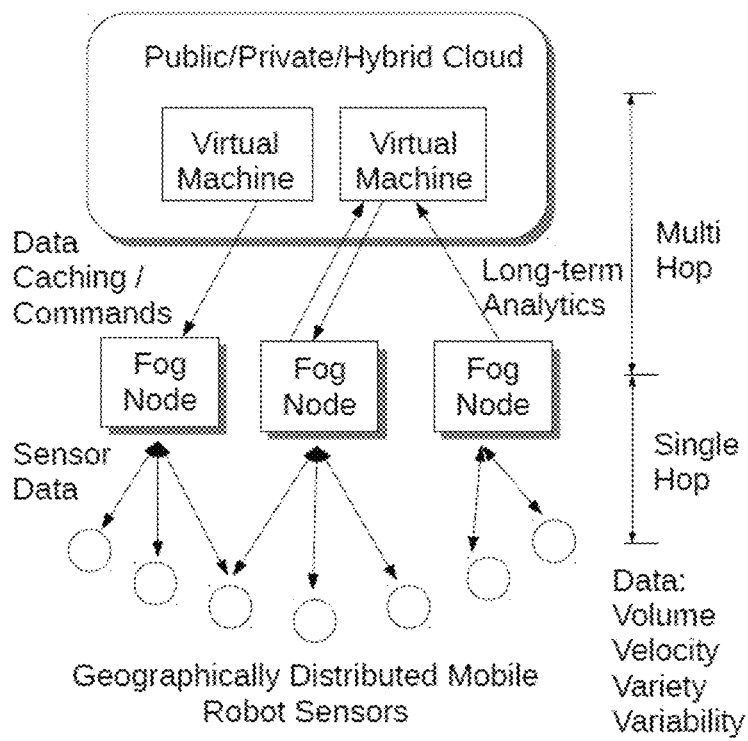 Public/Private/Hybrid Cloud
Virtual
Machine
Virtual
Machine
Data
Caching /
Commands
Long-term
Analytics
Multi
Hop
Fog
Node
Fog
Node
Fog
Node
Sensor
Data
Single
Hop
Data:
Volume
Velocity
Variety
Variability
Geographically Distributed Mobile
Robot Sensors